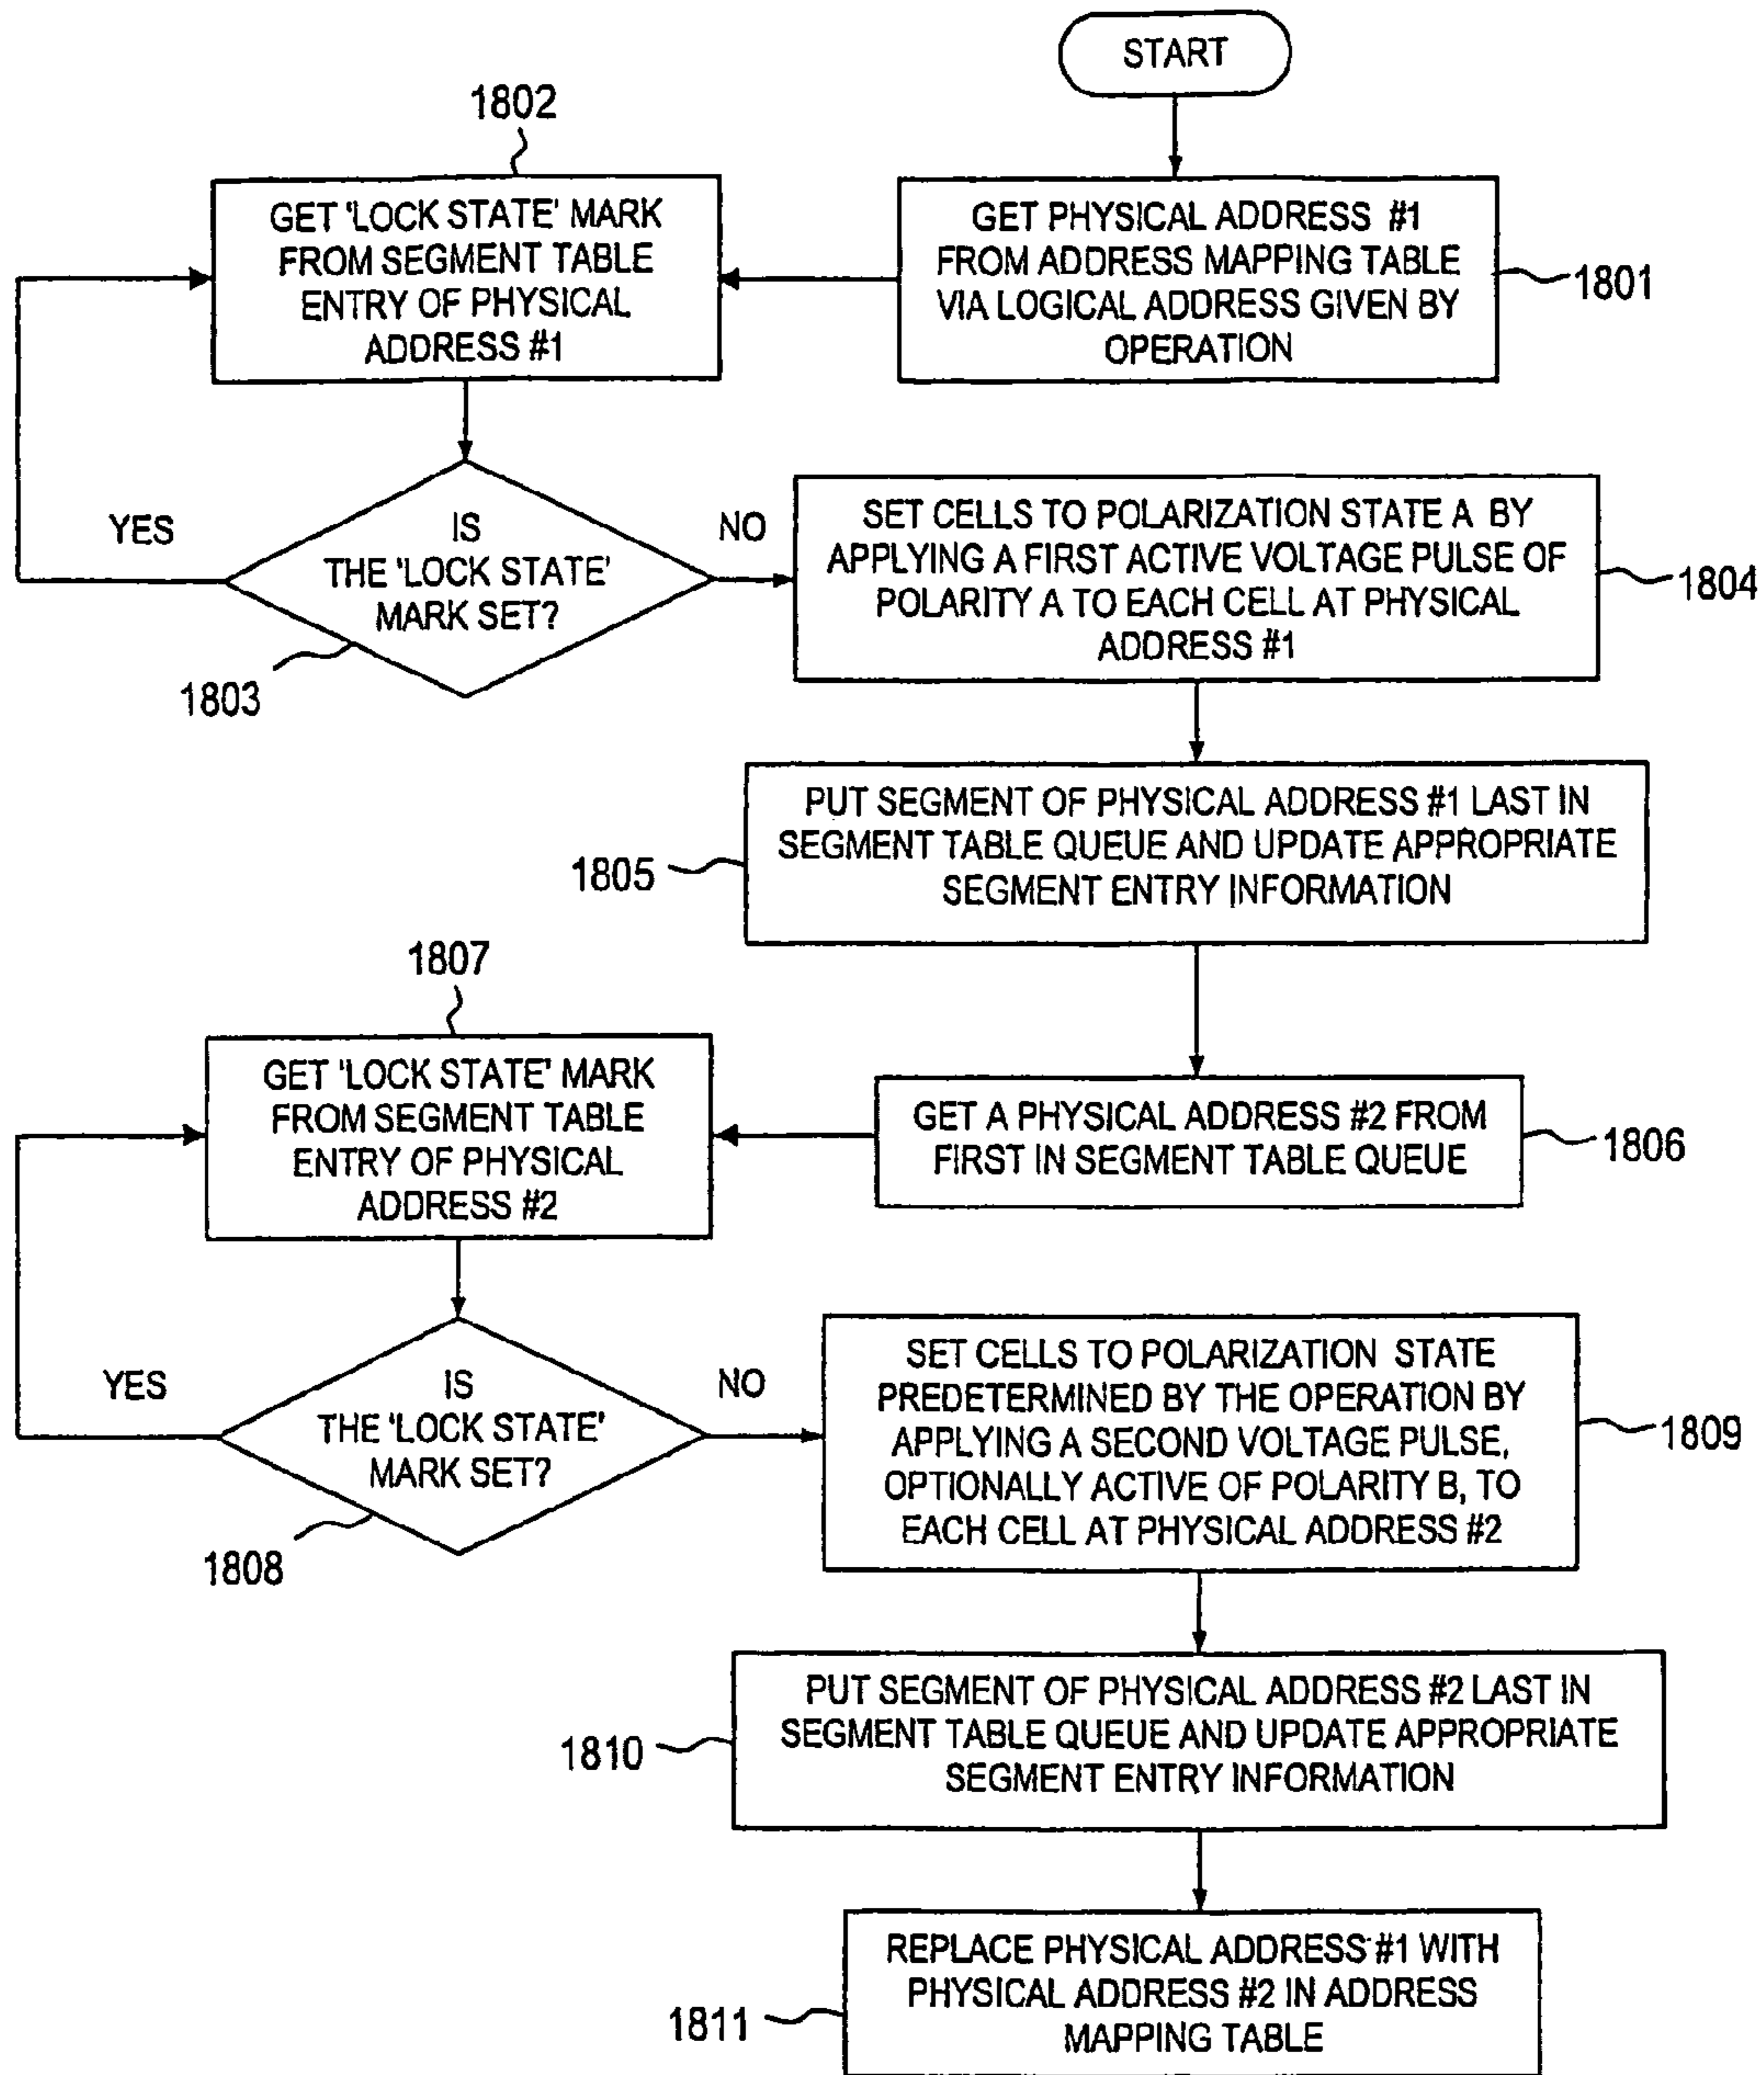 START
1802
GET 'LOCK STATE' MARK
FROM SEGMENT TABLE
ENTRY OF PHYSICAL
ADDRESS #1
GET PHYSICAL ADDRESS #1
FROM ADDRESS MAPPING TABLE
VIA LOGICAL ADDRESS GIVEN BY
OPERATION
1801
YES
IS
THE 'LOCK STATE'
MARK SET?
NO
1803
SET CELLS TO POLARIZATION STATE A BY
APPLYING A FIRST ACTIVE VOLTAGE PULSE OF
POLARITY A TO EACH CELL AT PHYSICAL
ADDRESS #1
1804
PUT SEGMENT OF PHYSICAL ADDRESS #1 LAST IN
SEGMENT TABLE QUEUE AND UPDATE APPROPRIATE
SEGMENT ENTRY INFORMATION
1805
1807
GET 'LOCK STATE' MARK
FROM SEGMENT TABLE
ENTRY OF PHYSICAL
ADDRESS #2
GET A PHYSICAL ADDRESS #2 FROM
FIRST IN SEGMENT TABLE QUEUE
1806
YES
IS
THE 'LOCK STATE'
MARK SET?
NO
1808
SET CELLS TO POLARIZATION STATE
PREDETERMINED BY THE OPERATION BY
APPLYING A SECOND VOLTAGE PULSE,
OPTIONALLY ACTIVE OF POLARITY B, TO
EACH CELL AT PHYSICAL ADDRESS #2
1809
PUT SEGMENT OF PHYSICAL ADDRESS #2 LAST IN
SEGMENT TABLE QUEUE AND UPDATE APPROPRIATE
SEGMENT ENTRY INFORMATION
1810
REPLACE PHYSICAL ADDRESS #1 WITH
PHYSICAL ADDRESS #2 IN ADDRESS
MAPPING TABLE
1811